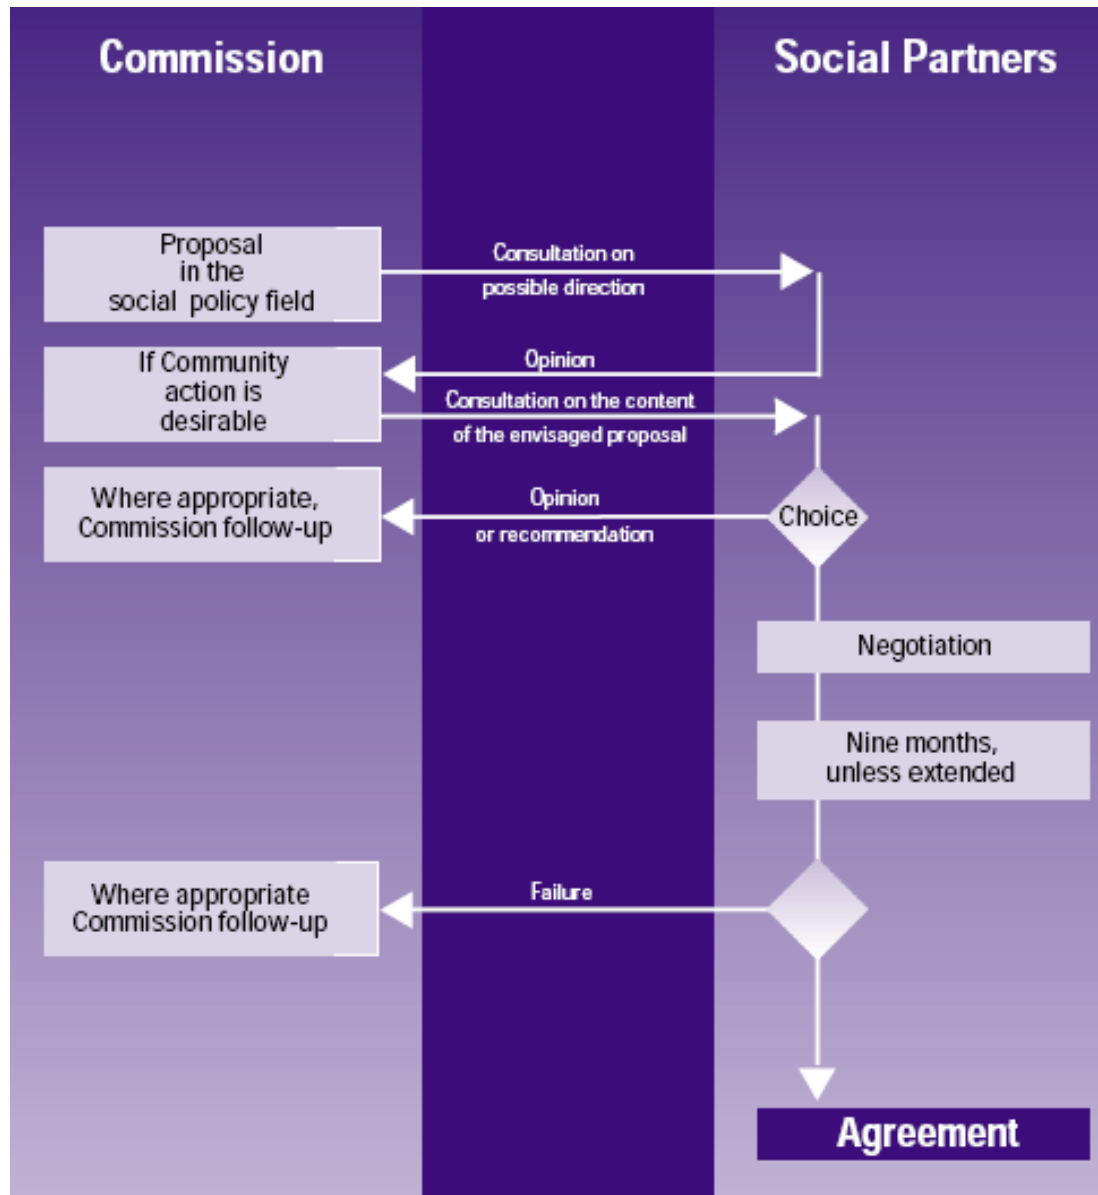 Commission
Social Partners
Proposal
in the
social policy field
Consultation on
possible direction
If Community
action is
desirable
Opinion
Consultation on the content
of the envisaged proposal
Where appropriate,
Commission follow-up
Opinion
or recommendation
Choice
Negotiation
Nine months,
unless extended
Where appropriate
Commission follow-up
Failure
Agreement